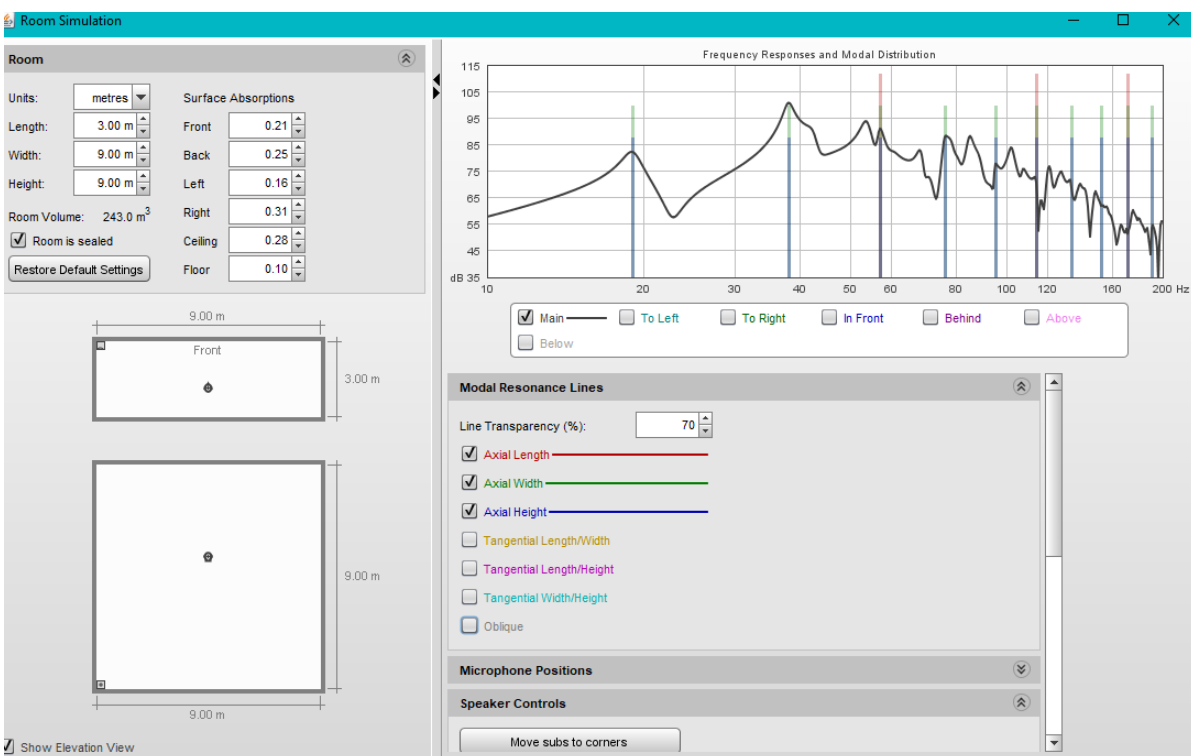 Room Simulation
Room
Units: metres Surface Absorptions
Length: 3.00 m Front 0.21
Width: 9.00 m Back 0.25
Height: 9.00 m Left 0.16
Room Volume: 243.0 m³ Right 0.31
Room is sealed Ceiling 0.28
Restore Default Settings Floor 0.10
9.00 m
Front
3.00 m
9.00 m
9.00 m
Show Elevation View
Frequency Responses and Modal Distribution
115
105
95
85
75
65
55
45
dB 35
10 20 30 40 50 60 80 100 120 160 200 Hz
Main To Left To Right In Front Behind Above
Below
Modal Resonance Lines
Line Transparency (%): 70
Axial Length
Axial Width
Axial Height
Tangential Length/Width
Tangential Length/Height
Tangential Width/Height
Oblique
Microphone Positions
Speaker Controls
Move subs to corners